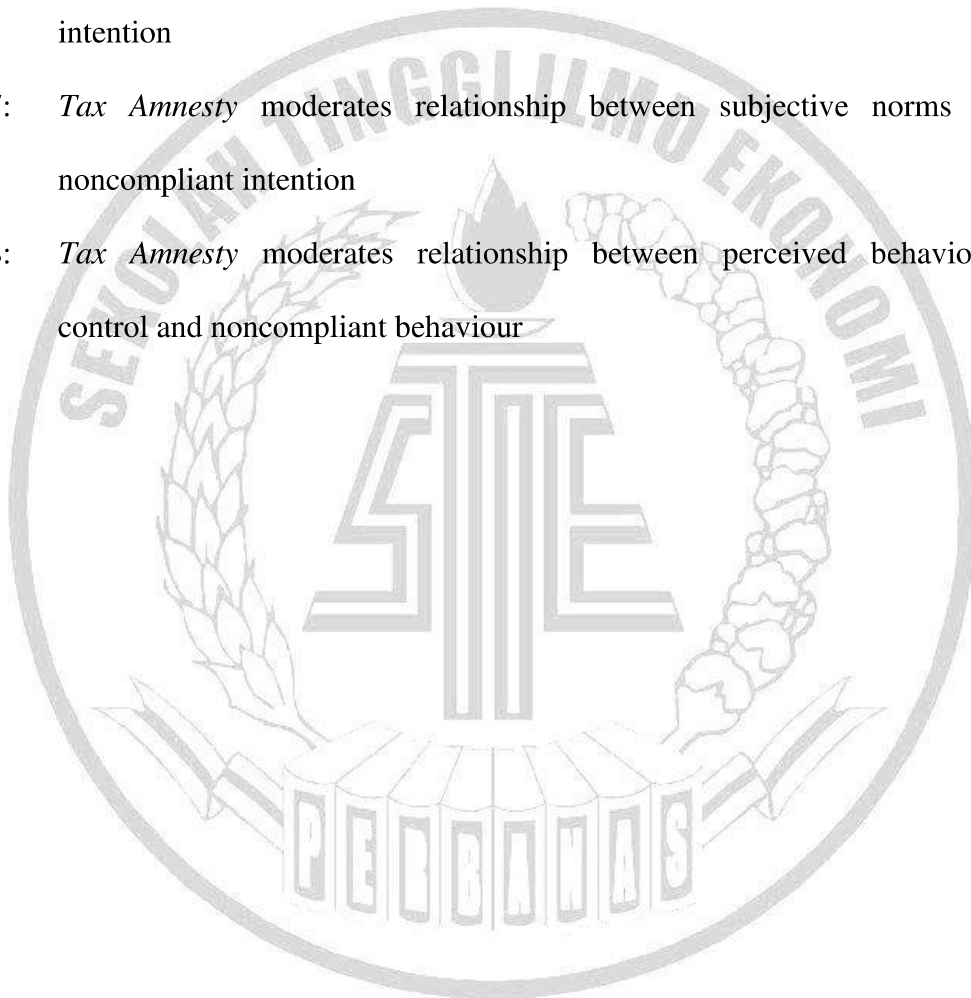 intention
: Tax Amnesty moderates relationship between subjective norms
noncompliant intention
: Tax Amnesty moderates relationship between perceived behavio
control and noncompliant behaviour
SEKOLAH TINGGI ILMU EKONOMI
STIE
PERBANAS